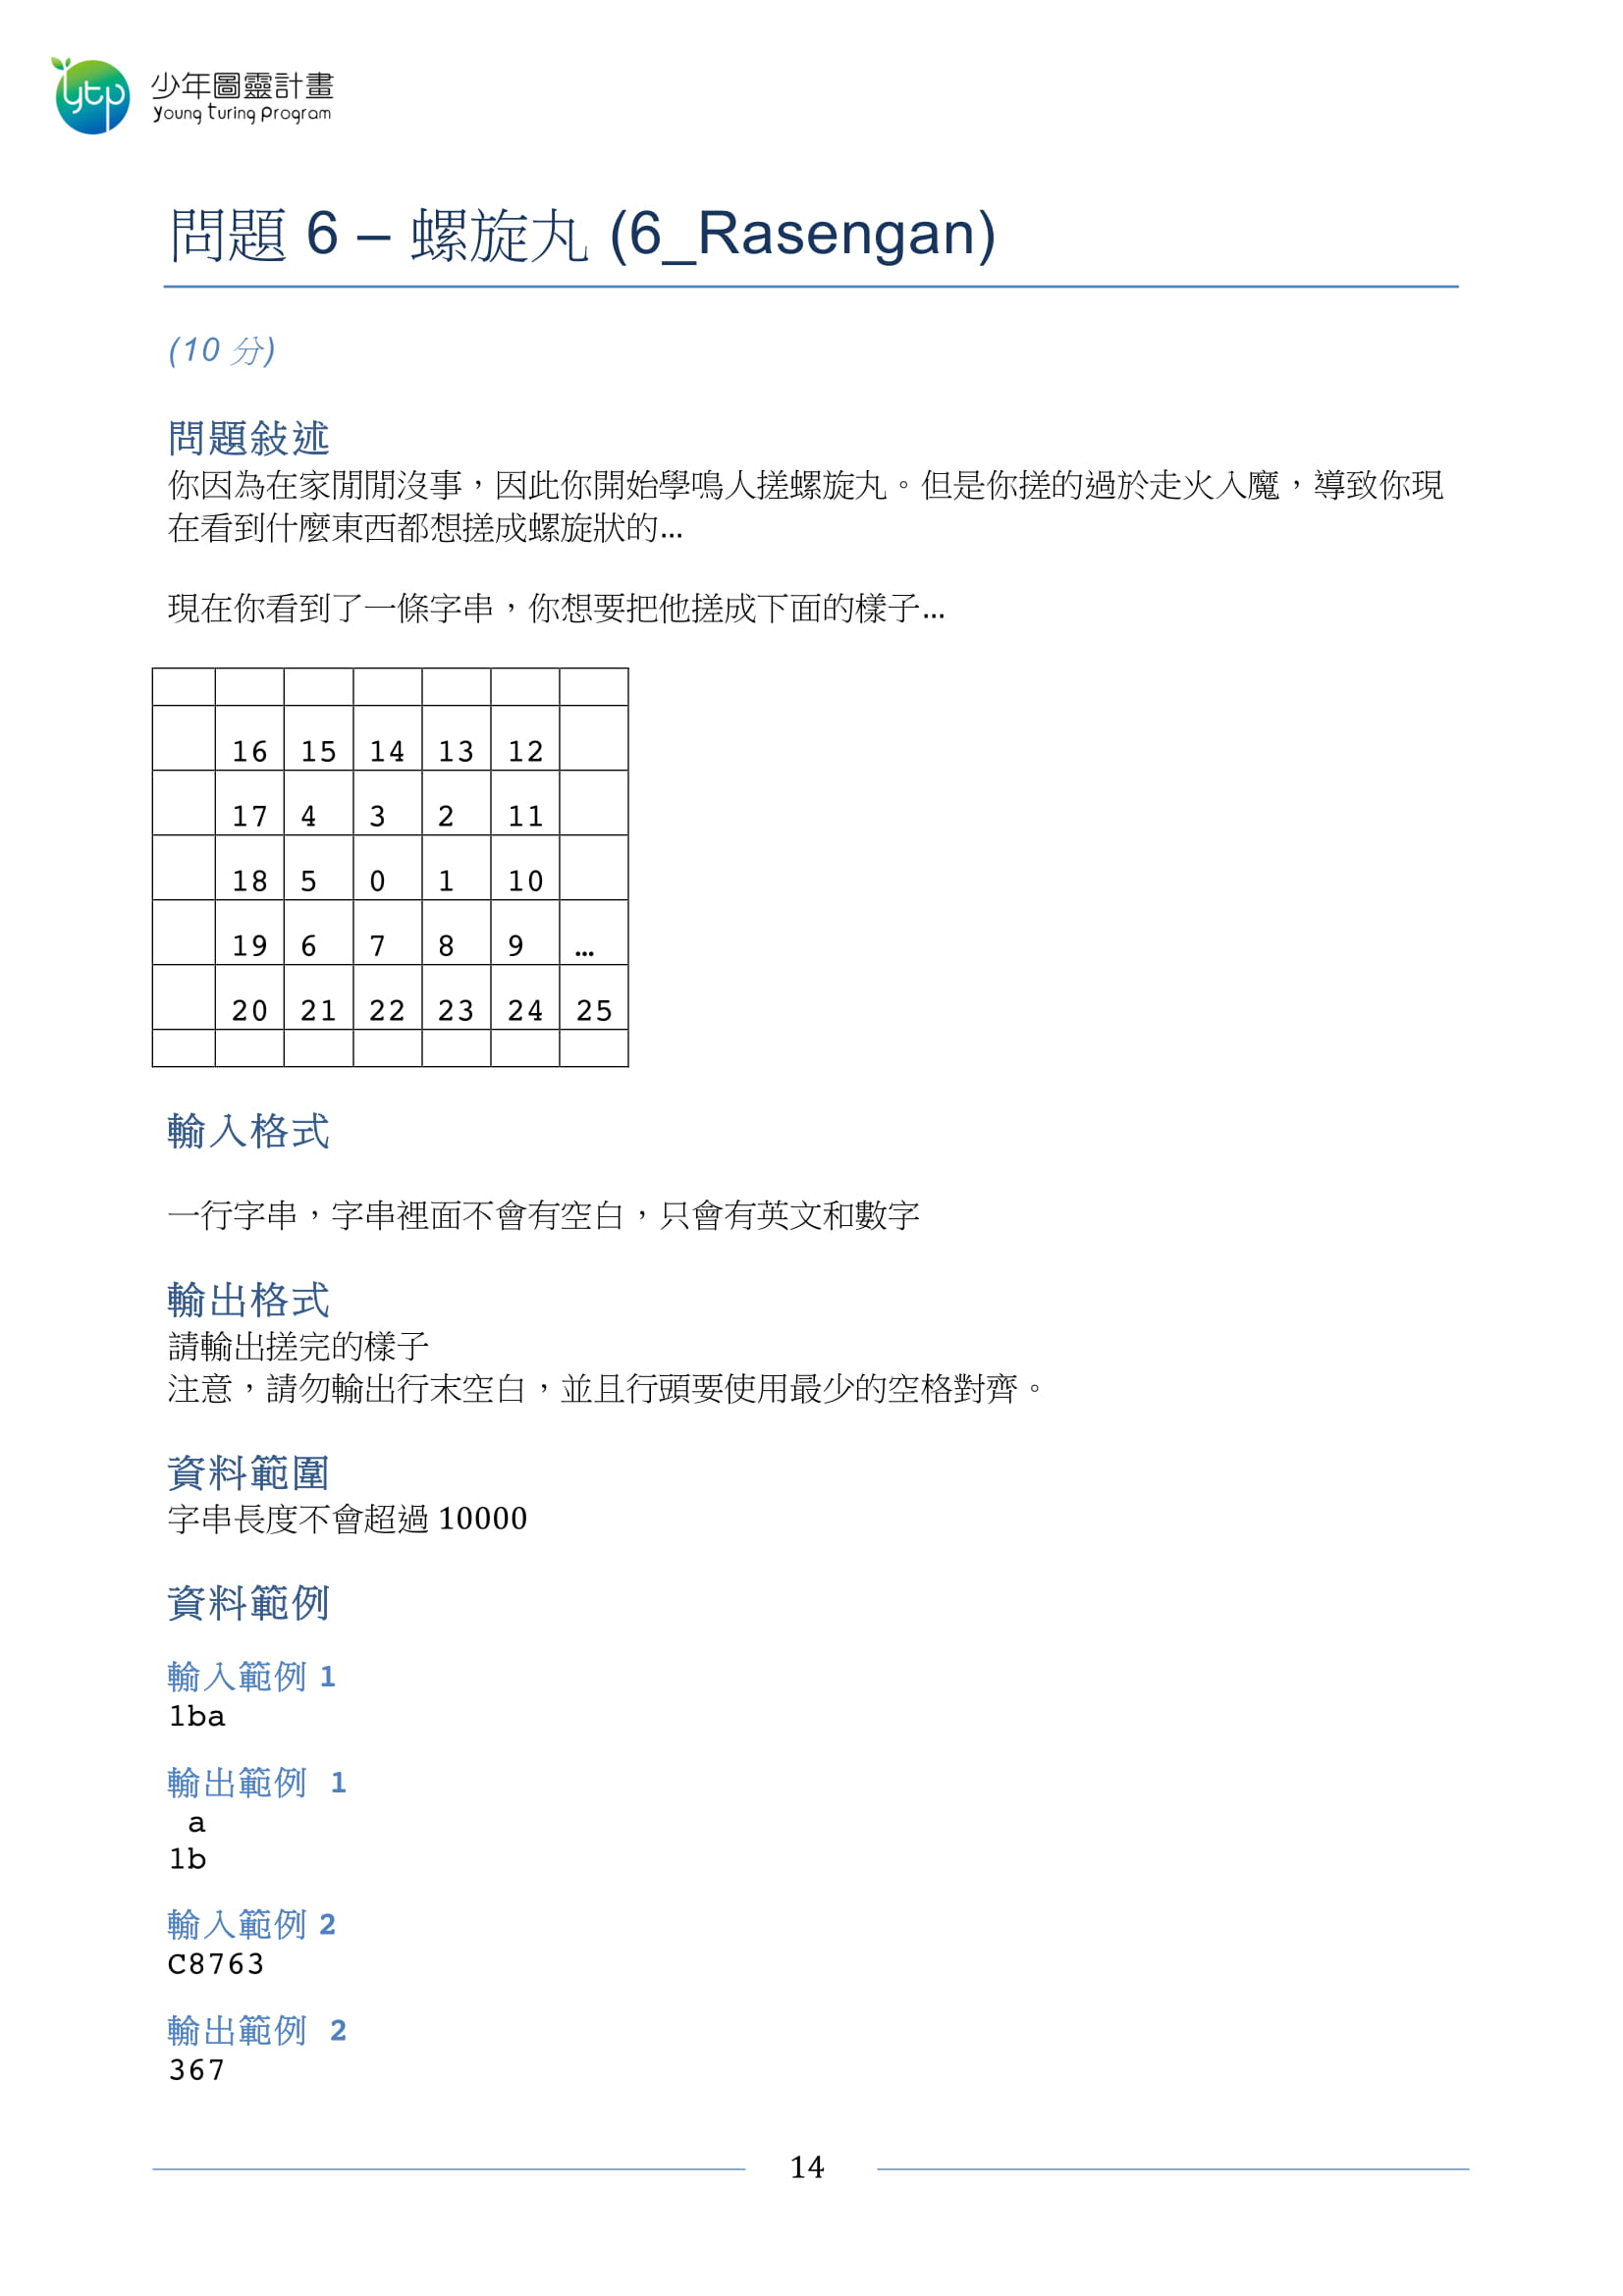 ytp
少年圖靈計畫
Young Turing Program
問題 6 – 螺旋丸 (6_Rasengan)
(10 分)
問題敍述
你因為在家閒閒沒事，因此你開始學鳴人搓螺旋丸。但是你搓的過於走火入魔，導致你現
在看到什麼東西都想搓成螺旋狀的…
現在你看到了一條字串，你想要把他搓成下面的樣子…
16 15 14 13 12
17 4 3 2 11
18 5 0 1 10
19 6 7 8 9 …
20 21 22 23 24 25
輸入格式
一行字串，字串裡面不會有空白，只會有英文和數字
輸出格式
請輸出搓完的樣子
注意，請勿輸出行末空白，並且行頭要使用最少的空格對齊。
資料範圍
字串長度不會超過 10000
資料範例
輸入範例 1
1ba
輸出範例 1
 a
1b
輸入範例 2
C8763
輸出範例 2
367
14